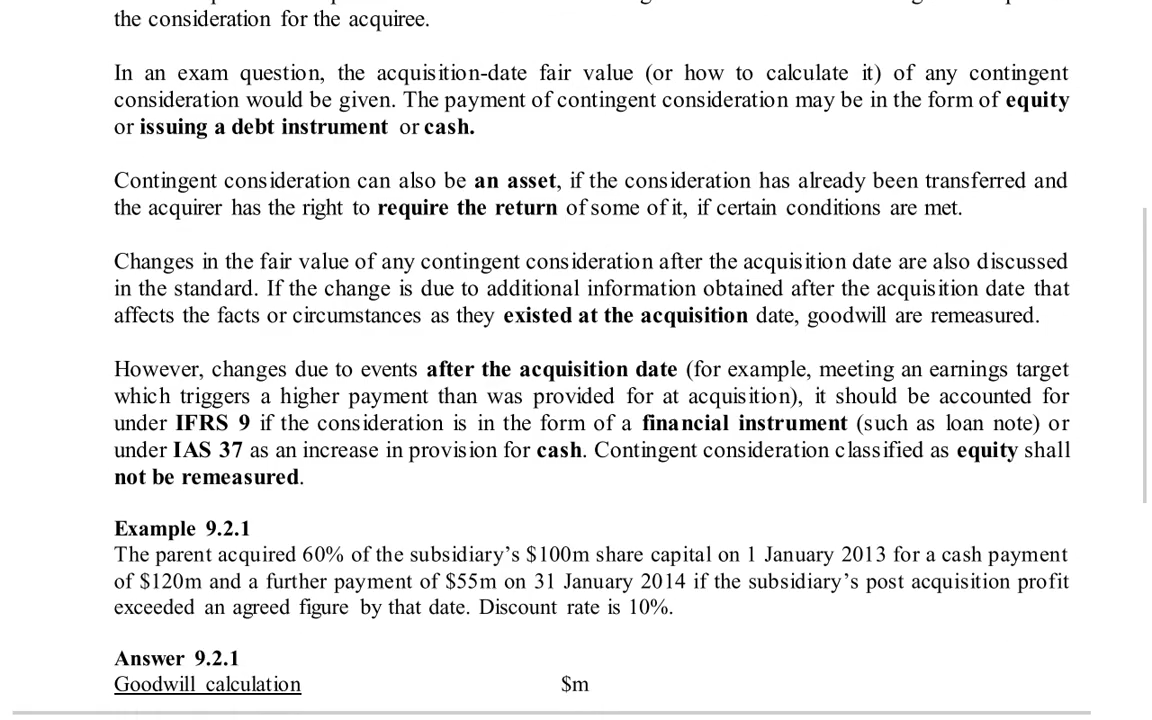 the consideration for the acquiree.
In an exam question, the acquisition-date fair value (or how to calculate it) of any contingent
consideration would be given. The payment of contingent consideration may be in the form of equity
or issuing a debt instrument or cash.
Contingent consideration can also be an asset, if the consideration has already been transferred and
the acquirer has the right to require the return of some of it, if certain conditions are met.
Changes in the fair value of any contingent consideration after the acquisition date are also discussed
in the standard. If the change is due to additional information obtained after the acquisition date that
affects the facts or circumstances as they existed at the acquisition date, goodwill are remeasured.
However, changes due to events after the acquisition date (for example, meeting an earnings target
which triggers a higher payment than was provided for at acquisition), it should be accounted for
under IFRS 9 if the consideration is in the form of a financial instrument (such as loan note) or
under IAS 37 as an increase in provision for cash. Contingent consideration classified as equity shall
not be remeasured.
Example 9.2.1
The parent acquired 60% of the subsidiary’s $100m share capital on 1 January 2013 for a cash payment
of $120m and a further payment of $55m on 31 January 2014 if the subsidiary’s post acquisition profit
exceeded an agreed figure by that date. Discount rate is 10%.
Answer 9.2.1
Goodwill calculation $m